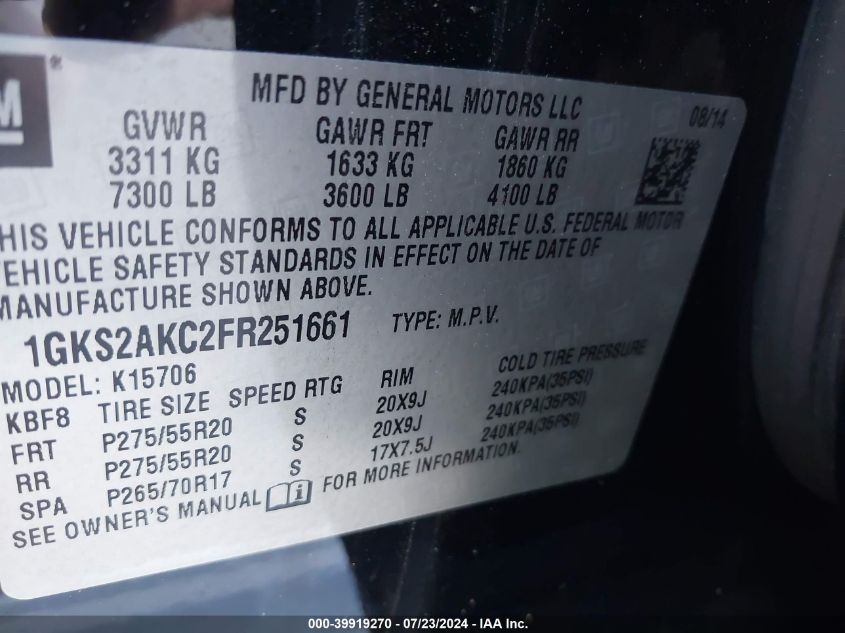 M ®
MFD BY GENERAL MOTORS LLC
08/14
GVWR GAWR FRT GAWR RR
3311 KG 1633 KG 1860 KG
7300 LB 3600 LB 4100 LB
HIS VEHICLE CONFORMS TO ALL APPLICABLE U.S. FEDERAL MOTOR
VEHICLE SAFETY STANDARDS IN EFFECT ON THE DATE OF
MANUFACTURE SHOWN ABOVE.
1GKS2AKC2FR251661 TYPE: M.P.V.
MODEL: K15706
KBF8 TIRE SIZE SPEED RTG RIM COLD TIRE PRESSURE
FRT P275/55R20 S 20X9J 240KPA(35PSI)
RR P275/55R20 S 20X9J 240KPA(35PSI)
SPA P265/70R17 S 17X7.5J 240KPA(35PSI)
SEE OWNER'S MANUAL i FOR MORE INFORMATION.
000-39919270 - 07/23/2024 - IAA Inc.